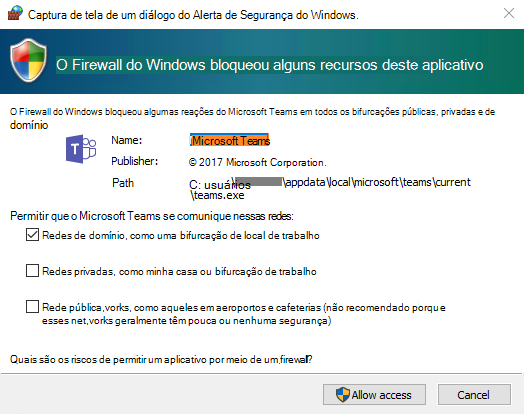 Captura de tela de um diálogo do Alerta de Segurança do Windows.
O Firewall do Windows bloqueou alguns recursos deste aplicativo
O Firewall do Windows bloqueou algumas reações do Microsoft Teams em todos os bifurcações públicas, privadas e de
domínio
Name: Microsoft Teams
Publisher: © 2017 Microsoft Corporation.
Path C: usuários \appdata\local\microsoft\teams\current
\teams.exe
Permitir que o Microsoft Teams se comunique nessas redes:
Redes de domínio, como uma bifurcação de local de trabalho
Redes privadas, como minha casa ou bifurcação de trabalho
Rede pública,vorks, como aqueles em aeroportos e cafeterias (não recomendado porque
esses net,vorks geralmente têm pouca ou nenhuma segurança)
Quais são os riscos de permitir um aplicativo por meio de um,firewall?
Allow access
Cancel